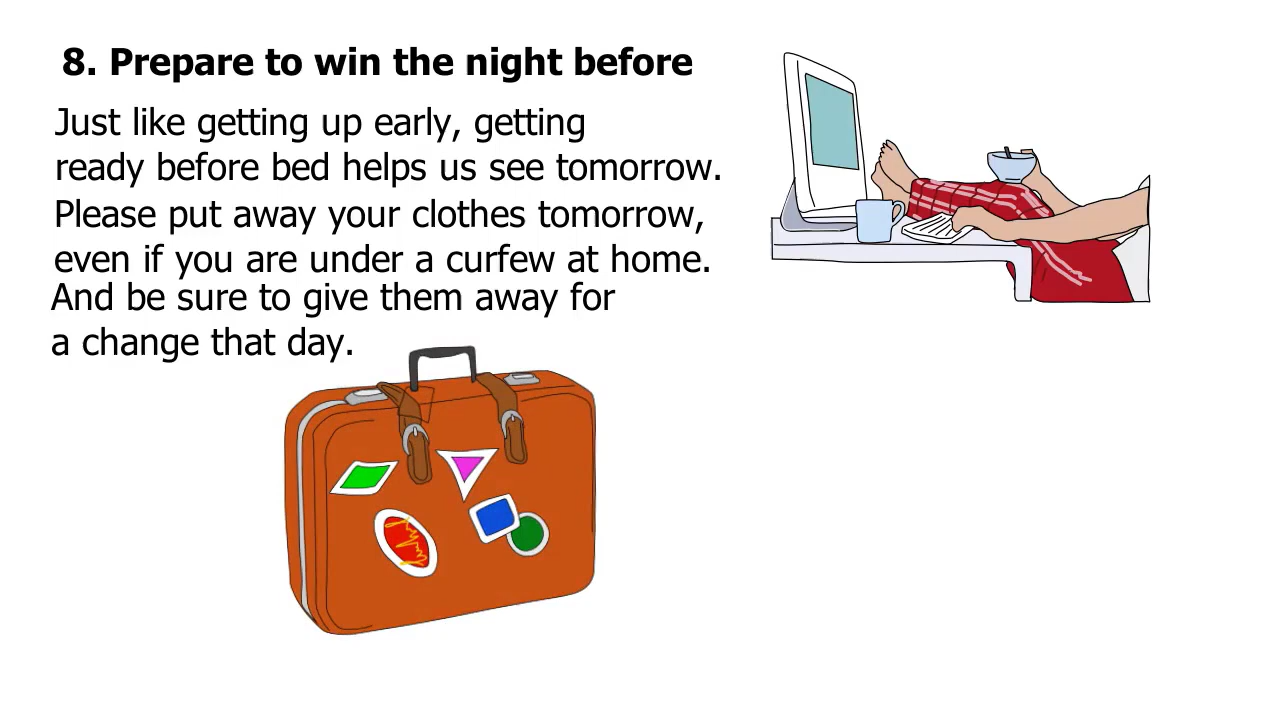 8. Prepare to win the night before
Just like getting up early, getting
ready before bed helps us see tomorrow.
Please put away your clothes tomorrow,
even if you are under a curfew at home.
And be sure to give them away for
a change that day.